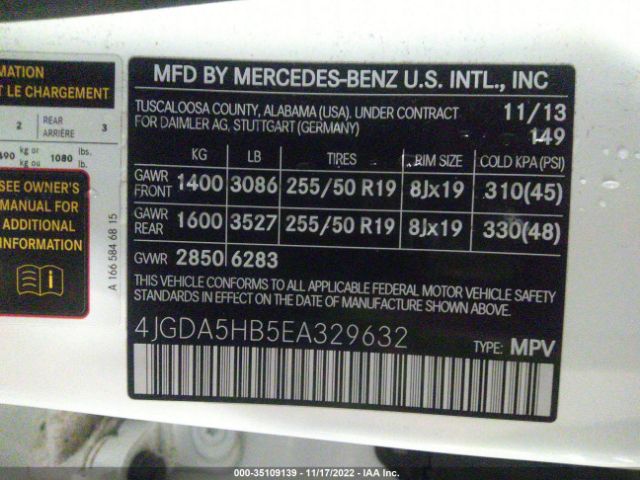 MATION
T LE CHARGEMENT
2 REAR ARRIÈRE 3
490 kg or kg ou 1080 lbs. lb.
SEE OWNER'S
MANUAL FOR
ADDITIONAL
INFORMATION
A 166 584 68 15
MFD BY MERCEDES-BENZ U.S. INTL., INC
TUSCALOOSA COUNTY, ALABAMA (USA). UNDER CONTRACT
FOR DAIMLER AG, STUTTGART (GERMANY)
11/13
149
KG LB TIRES RIM SIZE COLD KPA (PSI)
GAWR FRONT 1400 3086 255/50 R19 8Jx19 310(45)
GAWR REAR 1600 3527 255/50 R19 8Jx19 330(48)
GVWR 2850 6283
THIS VEHICLE CONFORMS TO ALL APPLICABLE FEDERAL MOTOR VEHICLE SAFETY
STANDARDS IN EFFECT ON THE DATE OF MANUFACTURE SHOWN ABOVE.
4JGDA5HB5EA329632
TYPE: MPV
000-35109139 - 11/17/2022 - IAA Inc.